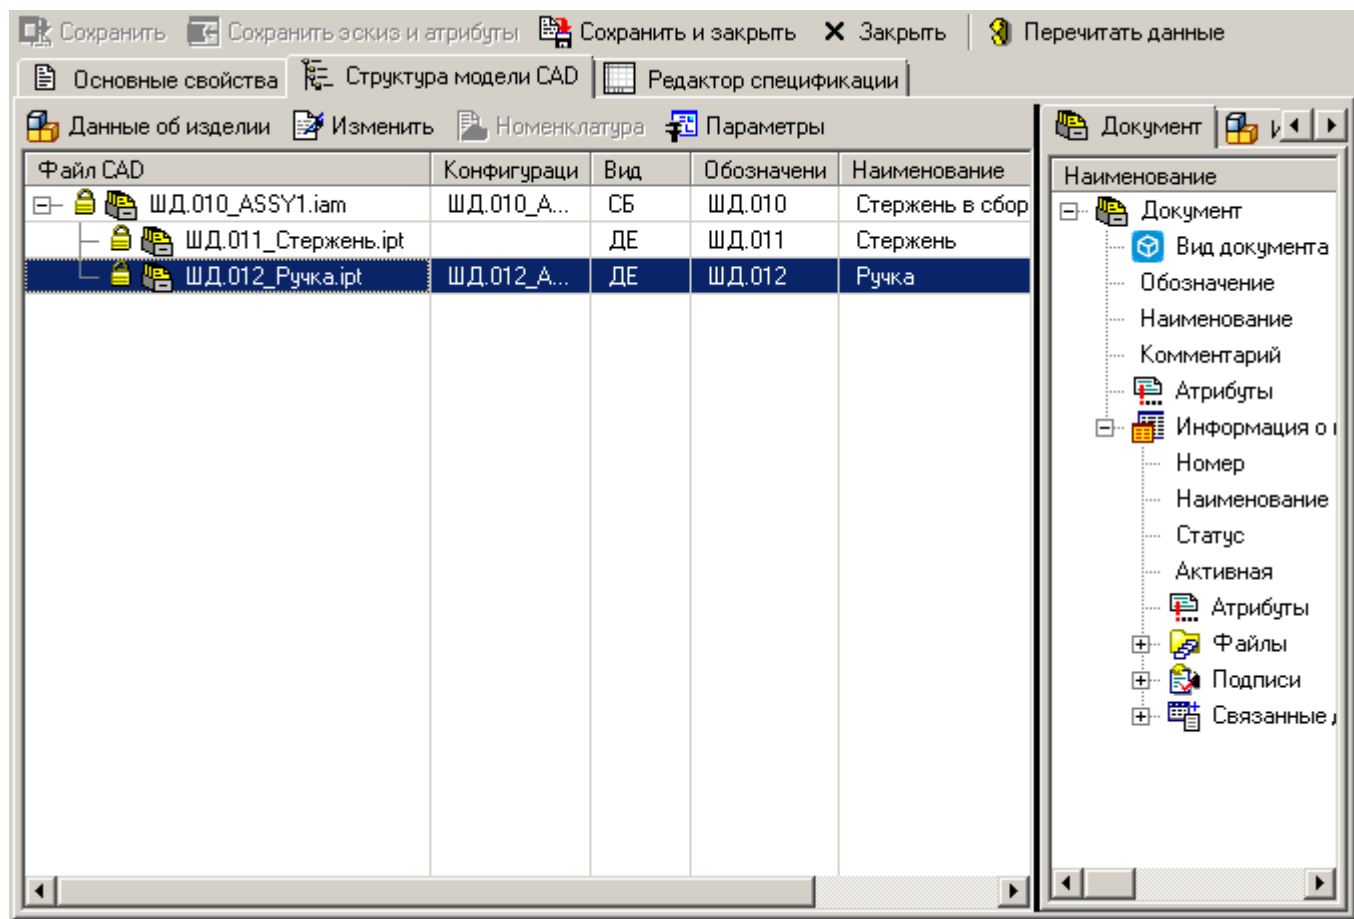 Сохранить Сохранить эскиз и атрибуты Сохранить и закрыть Закрыть Перечитать данные
Основные свойства Структура модели CAD Редактор спецификации
Данные об изделии Изменить Номенклатура Параметры Документ
Файл CAD Конфигураци Вид Обозначени Наименование
ШД.010_ASSY1.iam ШД.010_А... СБ ШД.010 Стержень в сбор
ШД.011_Стержень.ipt ДЕ ШД.011 Стержень
ШД.012_Ручка.ipt ШД.012_А... ДЕ ШД.012 Ручка
Наименование
Документ
Вид документа
Обозначение
Наименование
Комментарий
Атрибуты
Информация о
Номер
Наименование
Статус
Активная
Атрибуты
Файлы
Подписи
Связанные